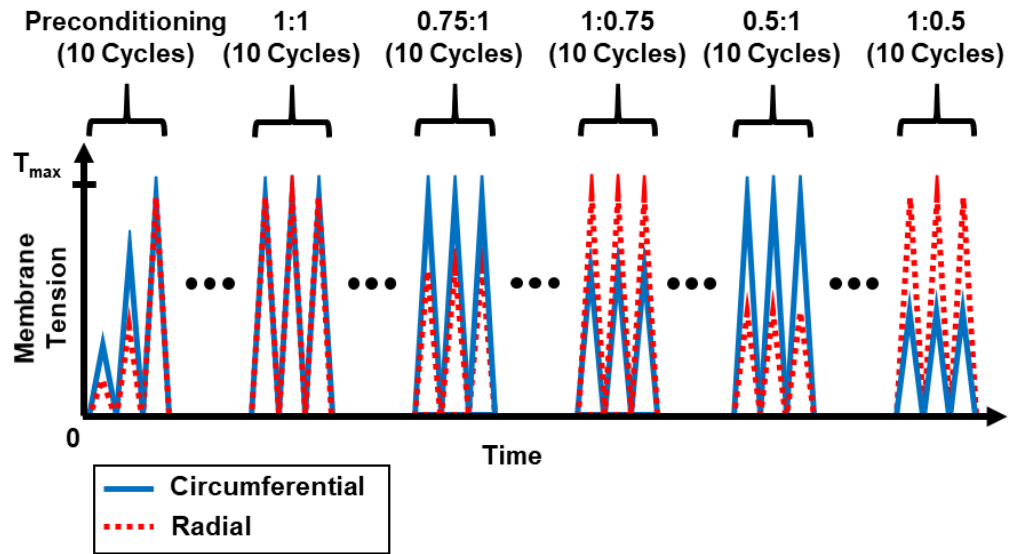 Preconditioning
(10 Cycles)
1:1
(10 Cycles)
0.75:1
(10 Cycles)
1:0.75
(10 Cycles)
0.5:1
(10 Cycles)
1:0.5
(10 Cycles)
Tmax
Membrane
Tension
0
Time
Circumferential
Radial